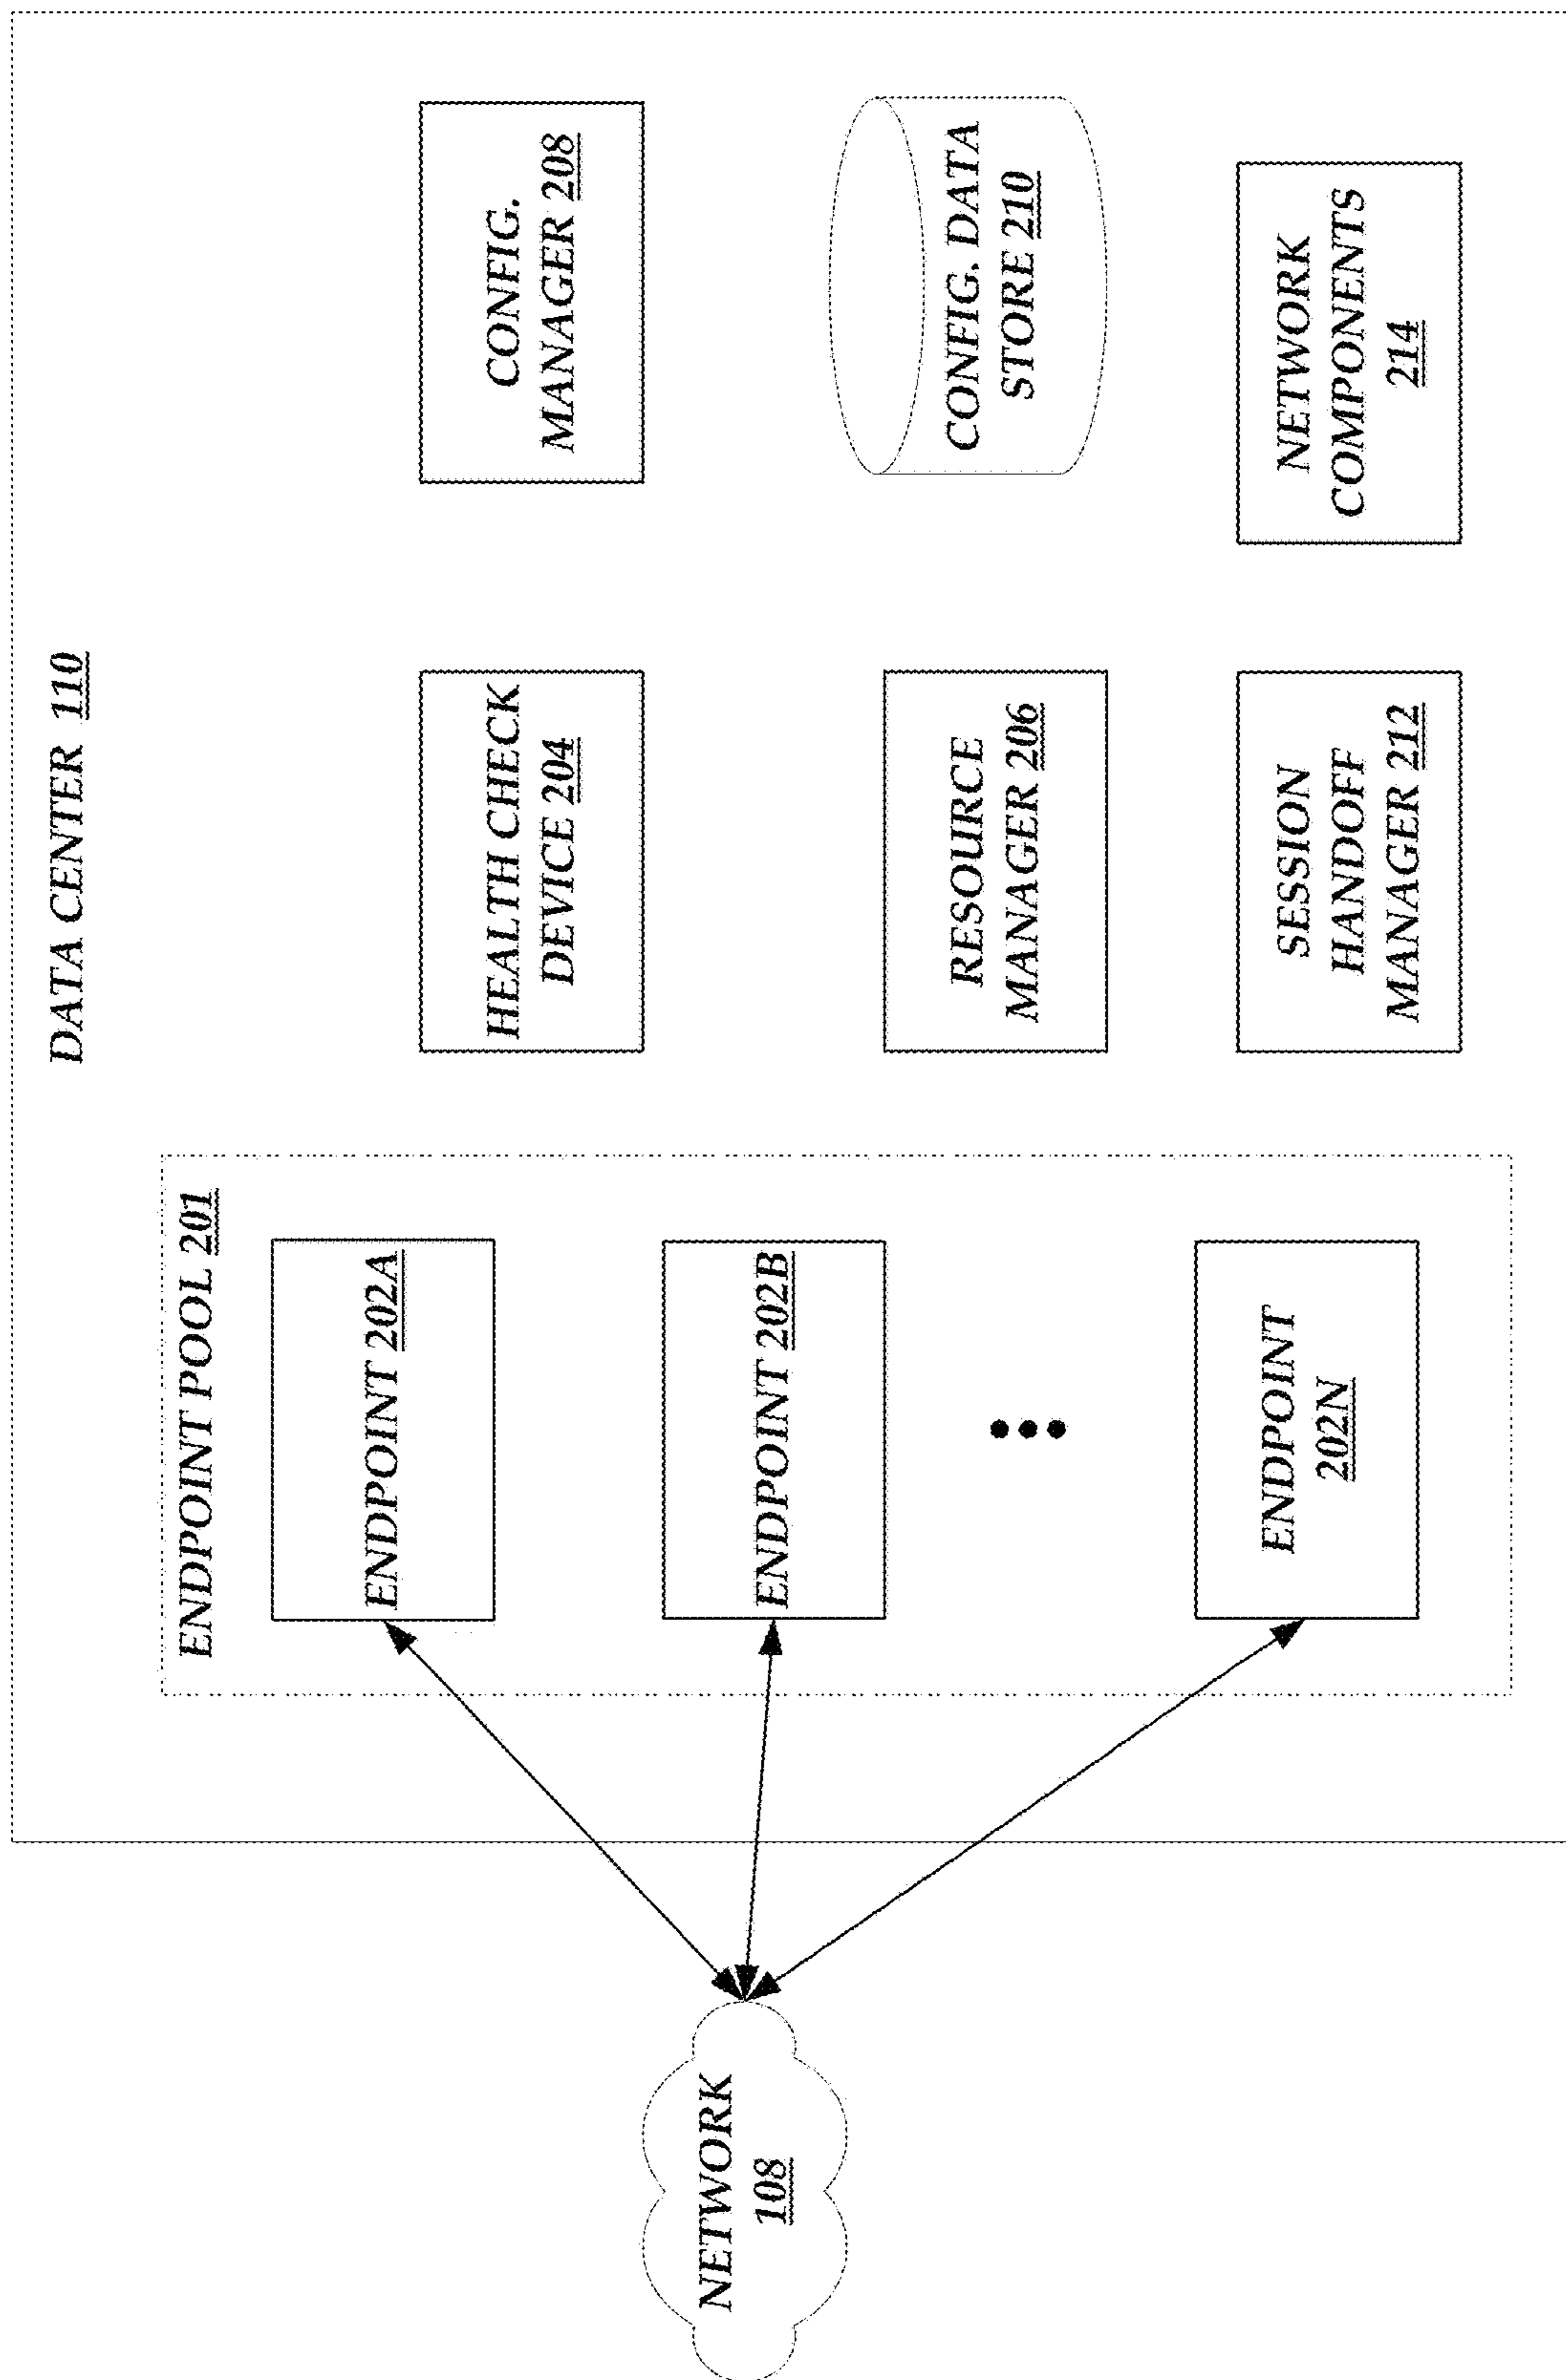 DATA CENTER 110
ENDPOINT POOL 201
ENDPOINT 202A
ENDPOINT 202B
ENDPOINT
202N
NETWORK
108
HEALTH CHECK
DEVICE 204
RESOURCE
MANAGER 206
SESSION
HANDOFF
MANAGER 212
CONFIG.
MANAGER 208
CONFIG. DATA
STORE 210
NETWORK
COMPONENTS
214